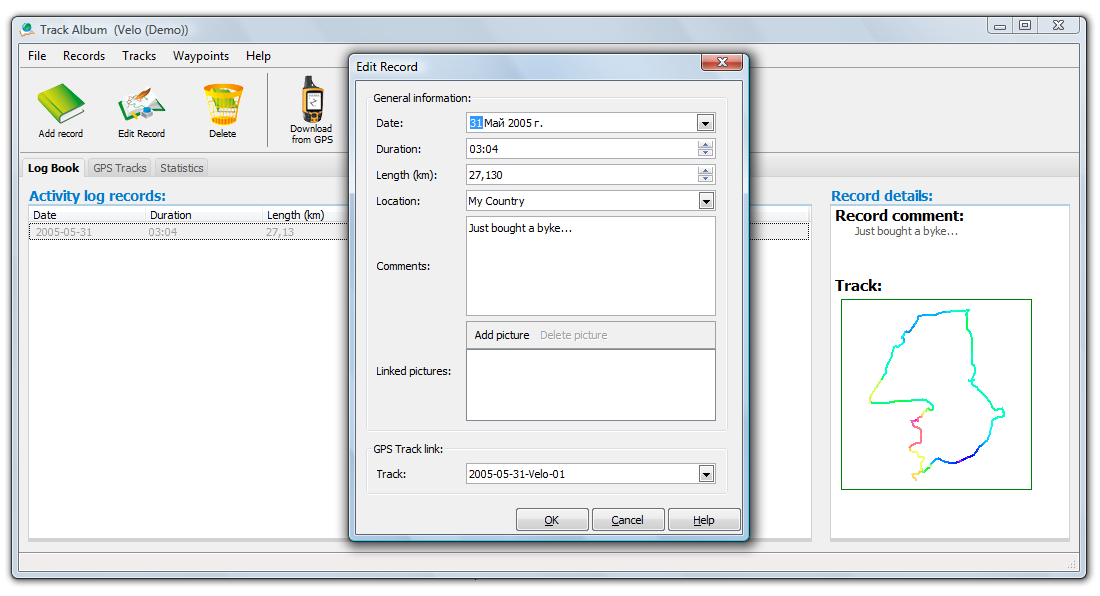 Track Album (Velo (Demo))
File Records Tracks Waypoints Help
Add record
Edit Record
Delete
Download
from GPS
Log Book GPS Tracks Statistics
Activity log records:
Date Duration Length (km)
2005-05-31 03:04 27,13
Edit Record
General information:
Date: 31 Май 2005 г.
Duration: 03:04
Length (km): 27,130
Location: My Country
Comments: Just bought a byke...
Add picture Delete picture
Linked pictures:
GPS Track link:
Track: 2005-05-31-Velo-01
OK Cancel Help
Record details:
Record comment:
Just bought a byke...
Track: